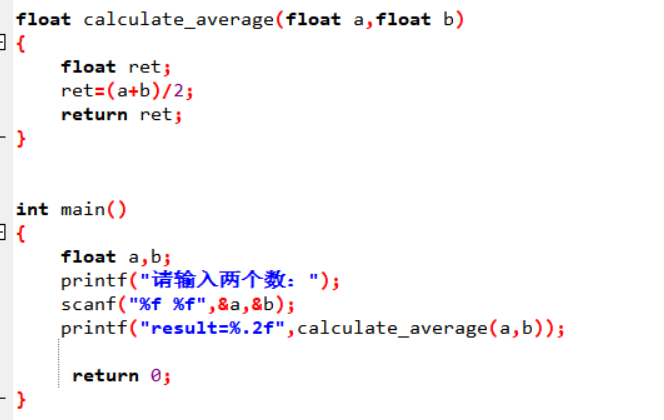 float calculate_average(float a,float b)
{
float ret;
ret=(a+b)/2;
return ret;
}
int main()
{
float a,b;
printf("请输入两个数：");
scanf("%f %f",&a,&b);
printf("result=%.2f",calculate_average(a,b));
return 0;
}